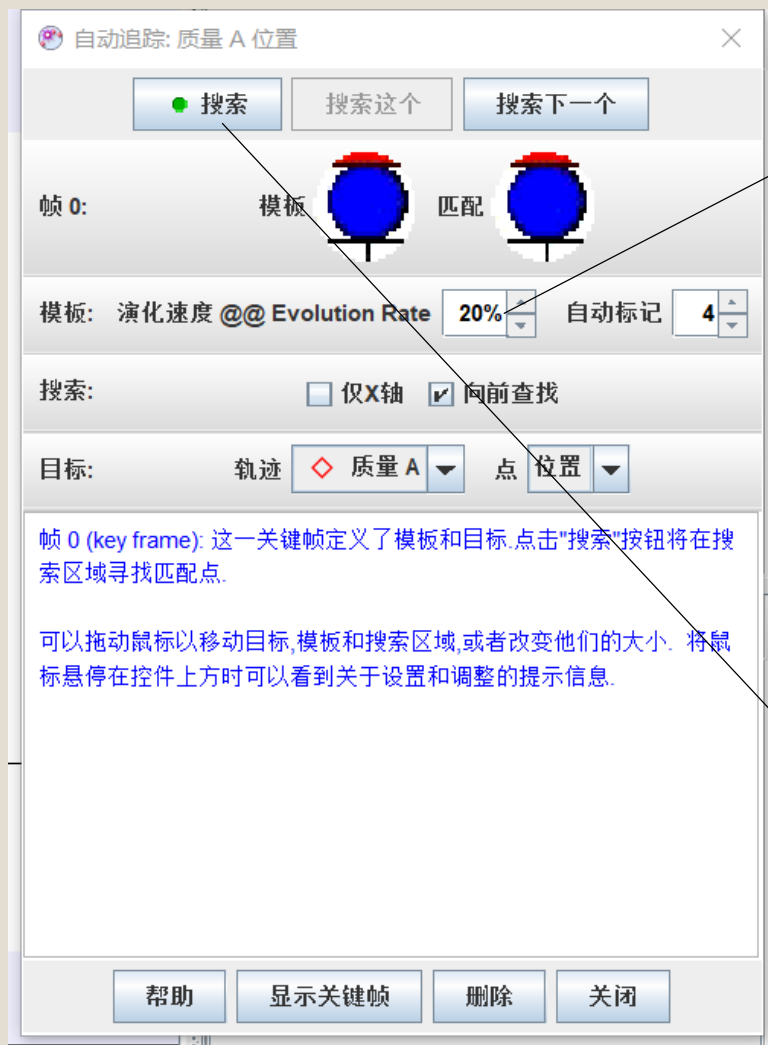 自动追踪: 质量 A 位置
搜索 搜索这个 搜索下一个
帧 0: 模板 匹配
模板: 演化速度 @@ Evolution Rate 20% 自动标记 4
搜索: 仅X轴 向前查找
目标: 轨迹 质量 A 点 位置
帧 0 (key frame): 这一关键帧定义了模板和目标.点击"搜索"按钮将在搜
索区域寻找匹配点.
可以拖动鼠标以移动目标,模板和搜索区域,或者改变他们的大小. 将鼠
标悬停在控件上方时可以看到关于设置和调整的提示信息.
帮助 显示关键帧 删除 关闭